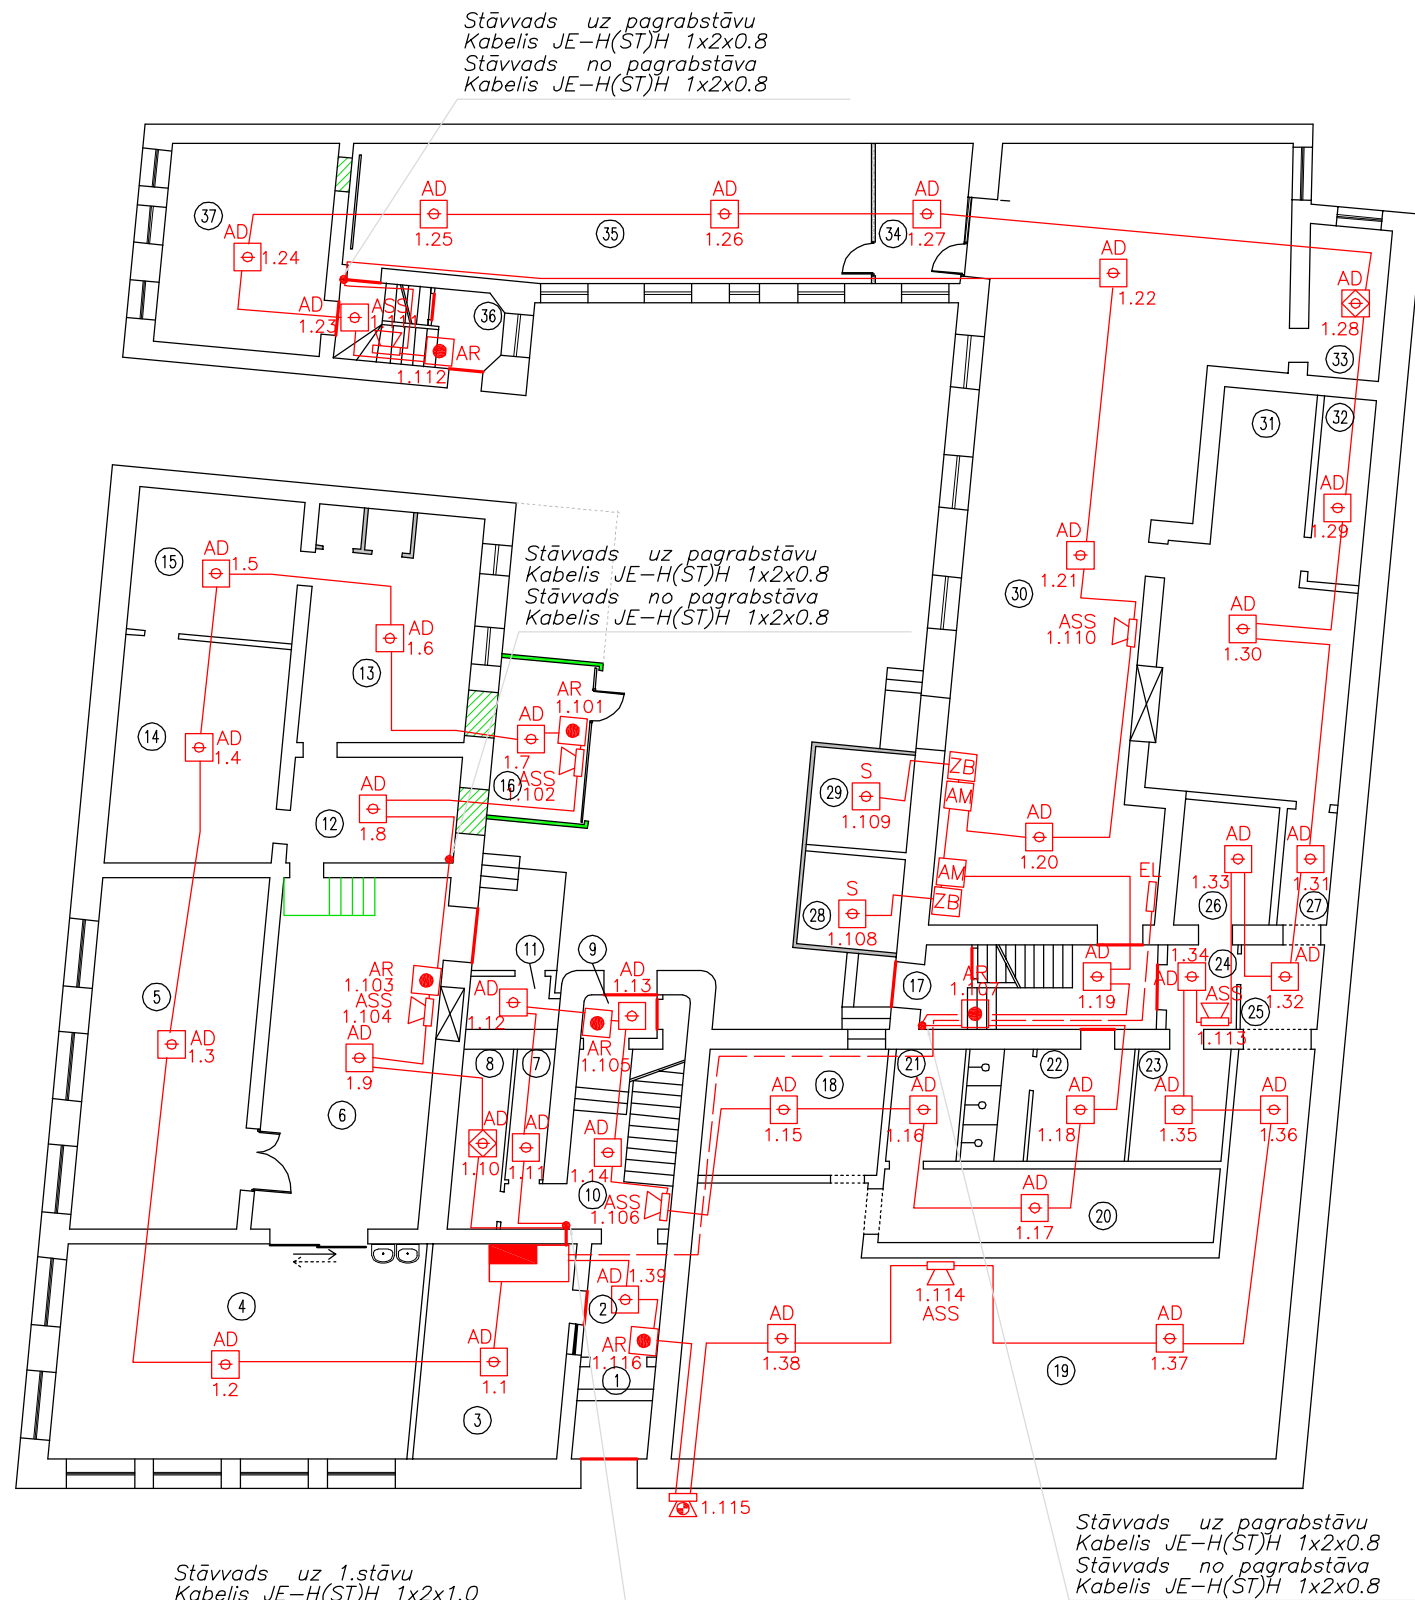 Stāvvads uz pagrabstāvu
Kabelis JE-H(ST)H 1x2x0.8
Stāvvads no pagrabstāva
Kabelis JE-H(ST)H 1x2x0.8
37
AD
1.24
AD
1.25
35
AD
1.26
34
AD
1.27
AD
1.22
AD
1.28
33
AD
1.23
ASS
1.111
36
AR
1.112
31
32
AD
1.29
15
AD
1.5
Stāvvads uz pagrabstāvu
Kabelis JE-H(ST)H 1x2x0.8
Stāvvads no pagrabstāva
Kabelis JE-H(ST)H 1x2x0.8
AD
1.21
30
ASS
1.110
AD
1.30
AD
1.6
13
14
AD
1.4
AR
1.101
AD
1.7
16
ASS
1.102
ZB
AM
S
29
1.109
AD
1.8
12
AD
1.20
AD
1.33
AD
1.31
AM
ZB
EL
S
28
1.108
26
27
11
9
AR
1.103
ASS
1.104
5
AD
1.3
AD
1.12
AD
1.13
AR
1.105
17
AR
1.107
AD
1.19
1.34
AD
24
ASS
1.113
25
AD
1.32
AD
1.9
8
7
6
18
21
22
23
AD
1.15
AD
1.16
AD
1.18
AD
1.35
AD
1.36
AD
1.10
AD
1.11
AD
1.14
10
ASS
1.106
AD
1.17
20
4
AD
1.39
2
1.114
ASS
AD
1.2
AD
1.1
AR
1.116
1
AD
1.38
AD
1.37
19
3
1.115
Stāvvads uz pagrabstāvu
Kabelis JE-H(ST)H 1x2x0.8
Stāvvads no pagrabstāva
Kabelis JE-H(ST)H 1x2x0.8
Stāvvads uz 1.stāvu
Kabelis JE-H(ST)H 1x2x1.0